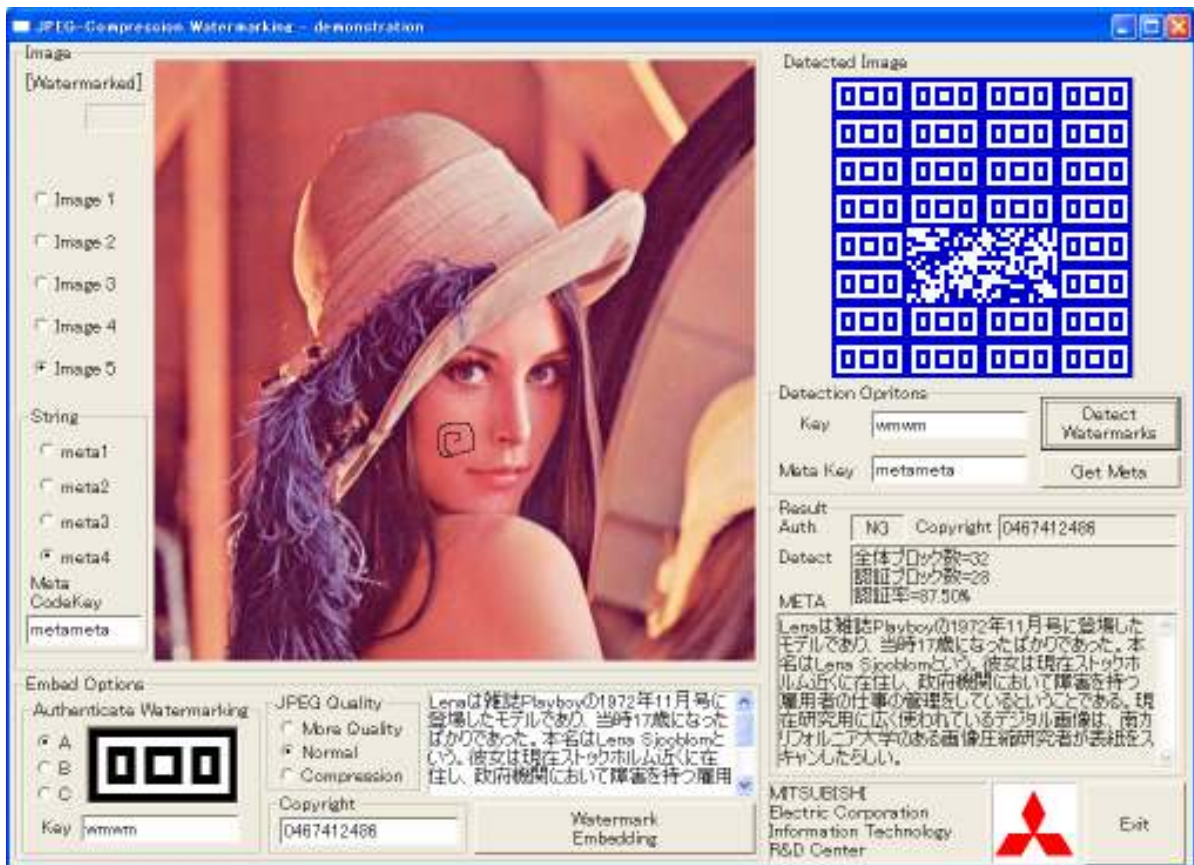 JPEG-Compression Watermarking - demonstration
Image
[Watermarked]
Image 1
Image 2
Image 3
Image 4
Image 5
String
meta1
meta2
meta3
meta4
Meta
CodeKey
metameta
Detected Image
Detection Opritons
Key
wmwm
Detect
Watermarks
Meta Key
metameta
Get Meta
Result
Auth.
NG
Copyright
0467412486
Detect
全体ブロック数=32
認証ブロック数=28
認証率=87.50%
META
Lenaは雑誌Playboyの1972年11月号に登場した
モデルであり、当時17歳になったばかりであった。本
名はLena Sjooblomという。彼女は現在ストックホ
ルム近くに在住し、政府機関において障害を持つ
雇用者の仕事の管理をしているということである。現
在研究用に広く使われているデジタル画像は、南カ
リフォルニア大学のある画像圧縮研究者が表紙をス
キャンしたらしい。
Embed Options
Authenticate Watermarking
A
B
C
Key
wmwm
JPEG Quality
More Quality
Normal
Compression
Lenaは雑誌Playboyの1972年11月号に
登場したモデルであり、当時17歳になった
ばかりであった。本名はLena Sjooblomと
いう。彼女は現在ストックホルム近くに在
住し、政府機関において障害を持つ雇用
Copyright
0467412486
Watermark
Embedding
MITSUBISHI
Electric Corporation
Information Technology
R&D Center
Exit